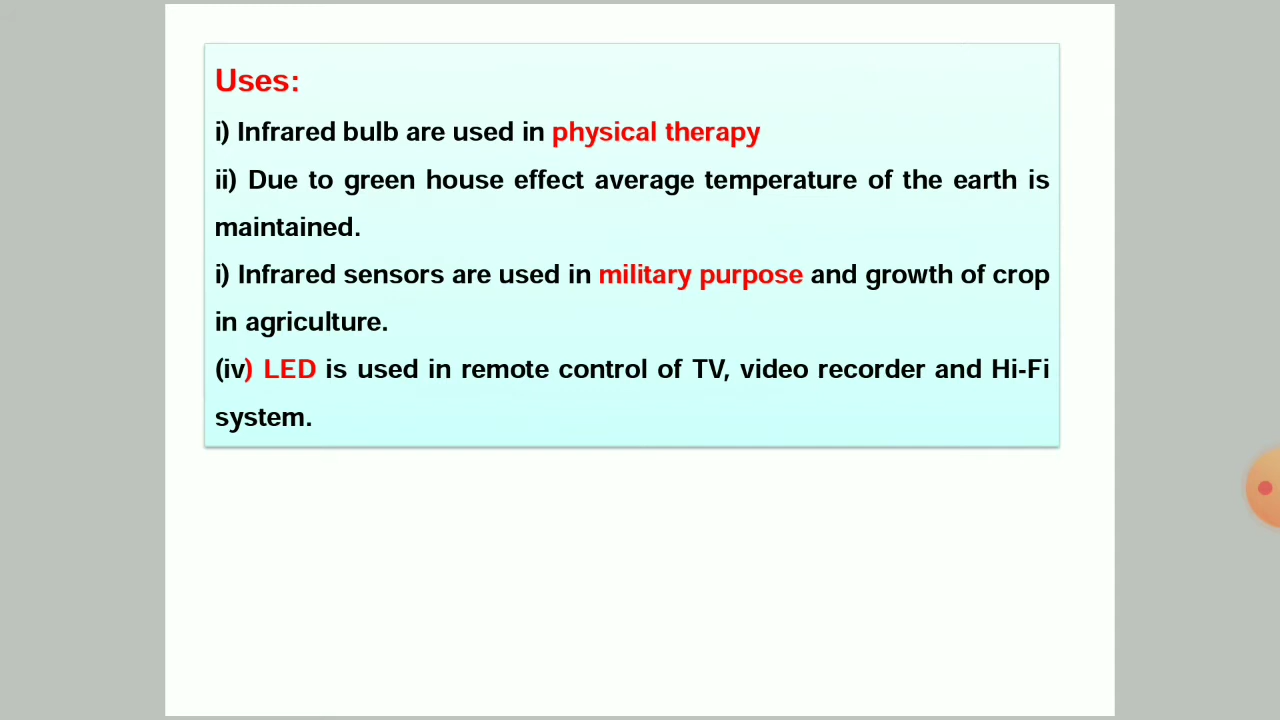 Uses:
i) Infrared bulb are used in physical therapy
ii) Due to green house effect average temperature of the earth is
maintained.
i) Infrared sensors are used in military purpose and growth of crop
in agriculture.
(iv) LED is used in remote control of TV, video recorder and Hi-Fi
system.